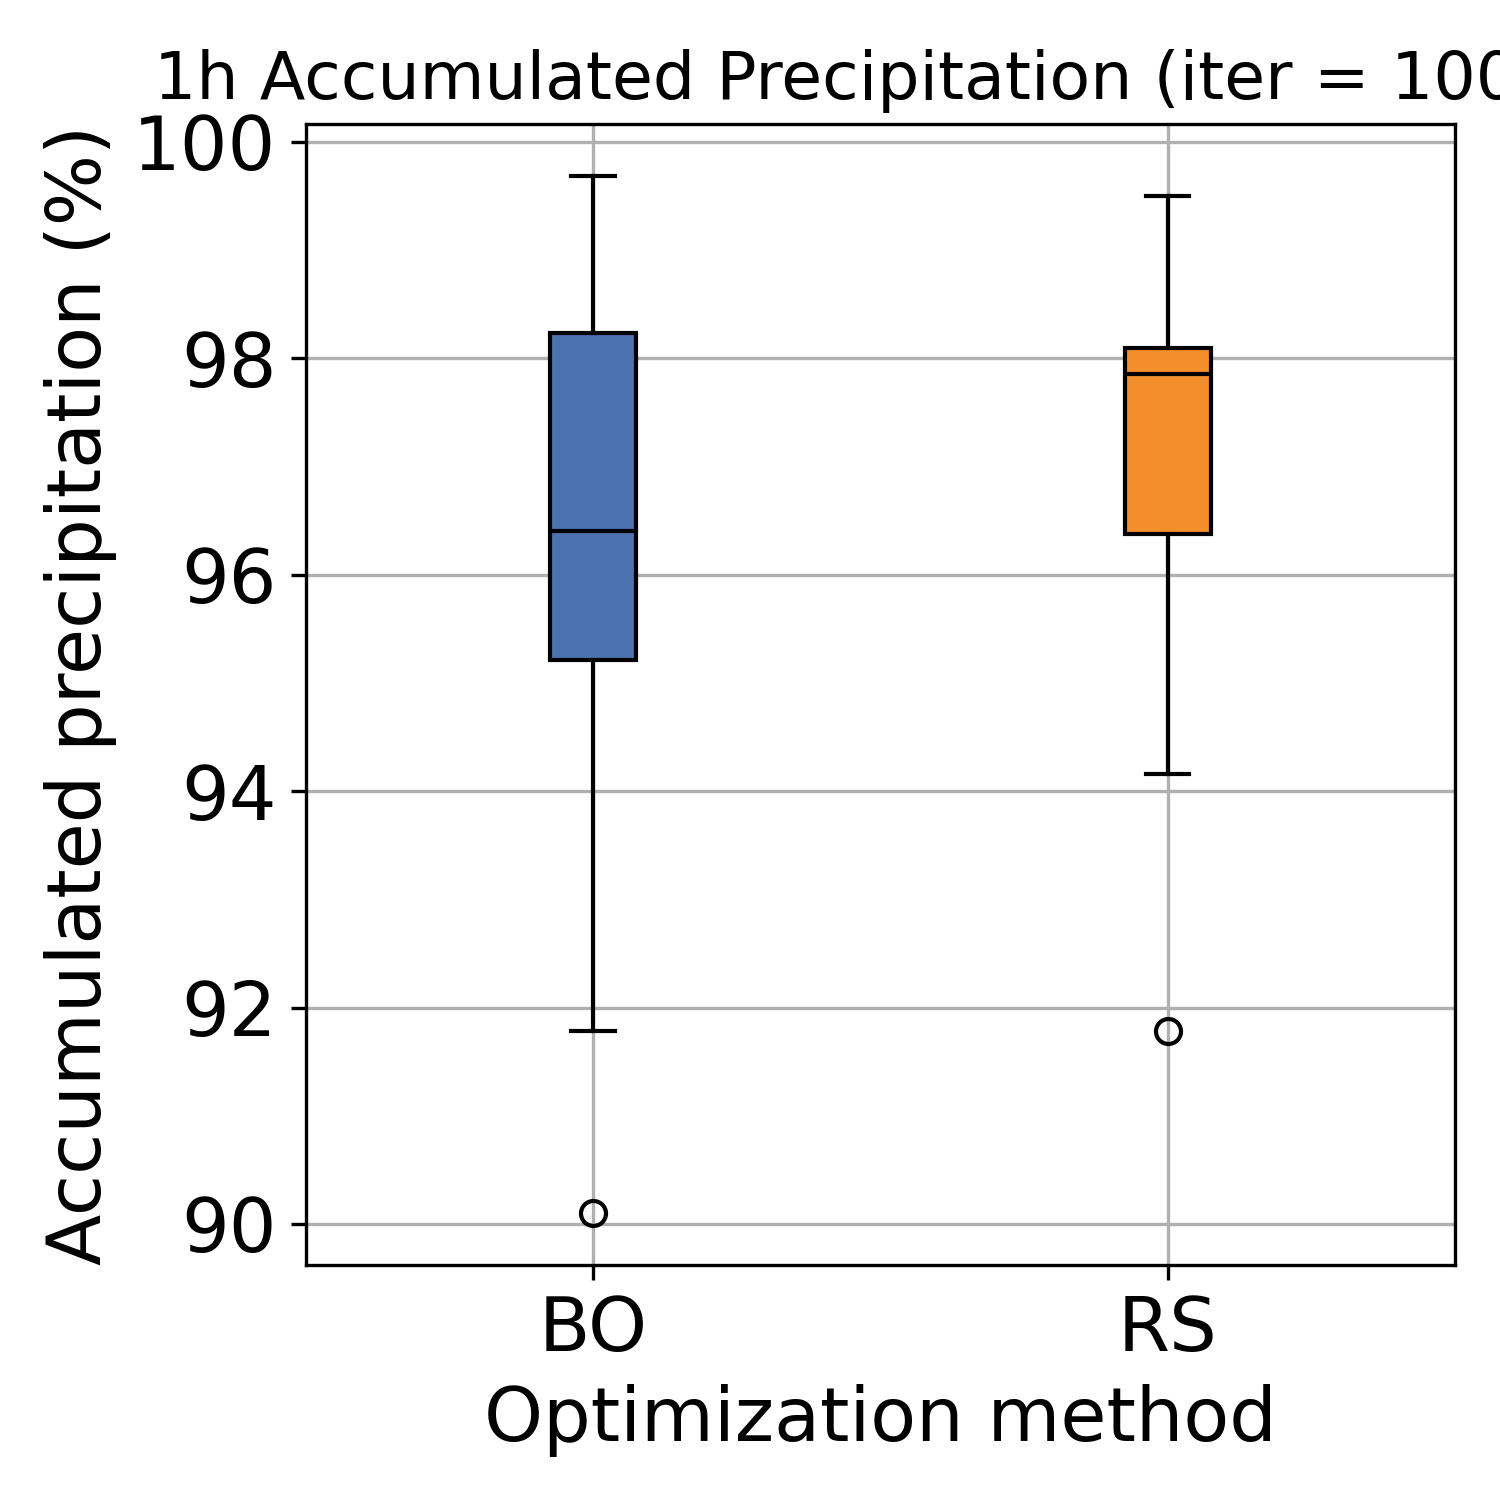 1h Accumulated Precipitation (iter = 100
Accumulated precipitation (%)
100
98
96
94
92
90
BO RS
Optimization method